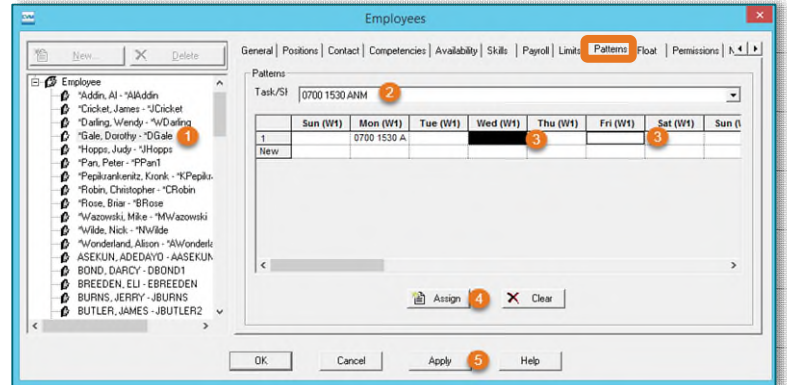 Employees
New...
Delete
General | Positions | Contact | Competencies | Availability | Skills | Payroll | Limits
Patterns
Float | Permissions | N
Employee
*Addin, Al - *AlAddin
*Cricket, James - *JCricket
*Darling, Wendy - *WDarling
*Gale, Dorothy - *DGale
1
*Hopps, Judy - *JHopps
*Pan, Peter - *PPan1
*Pepikrankenitz, Kronk - *KPepikr
*Robin, Christopher - *CRobin
*Rose, Briar - *BRose
*Wazowski, Mike - *MWazowski
*Wilde, Nick - *NWilde
*Wonderland, Alison - *AWonderla
ASEKUN, ADEDAYO - AASEKUN
BOND, DARCY - DBOND1
BREEDEN, ELI - EBREEDEN
BURNS, JERRY - JBURNS
BUTLER, JAMES - JBUTLER2
Patterns
Task/Sh
0700 1530 ANM
2
Sun (W1) Mon (W1) Tue (W1) Wed (W1) Thu (W1) Fri (W1) Sat (W1) Sun (W
1 0700 1530 A 3 3
New
Assign
4
Clear
OK
Cancel
Apply
5
Help